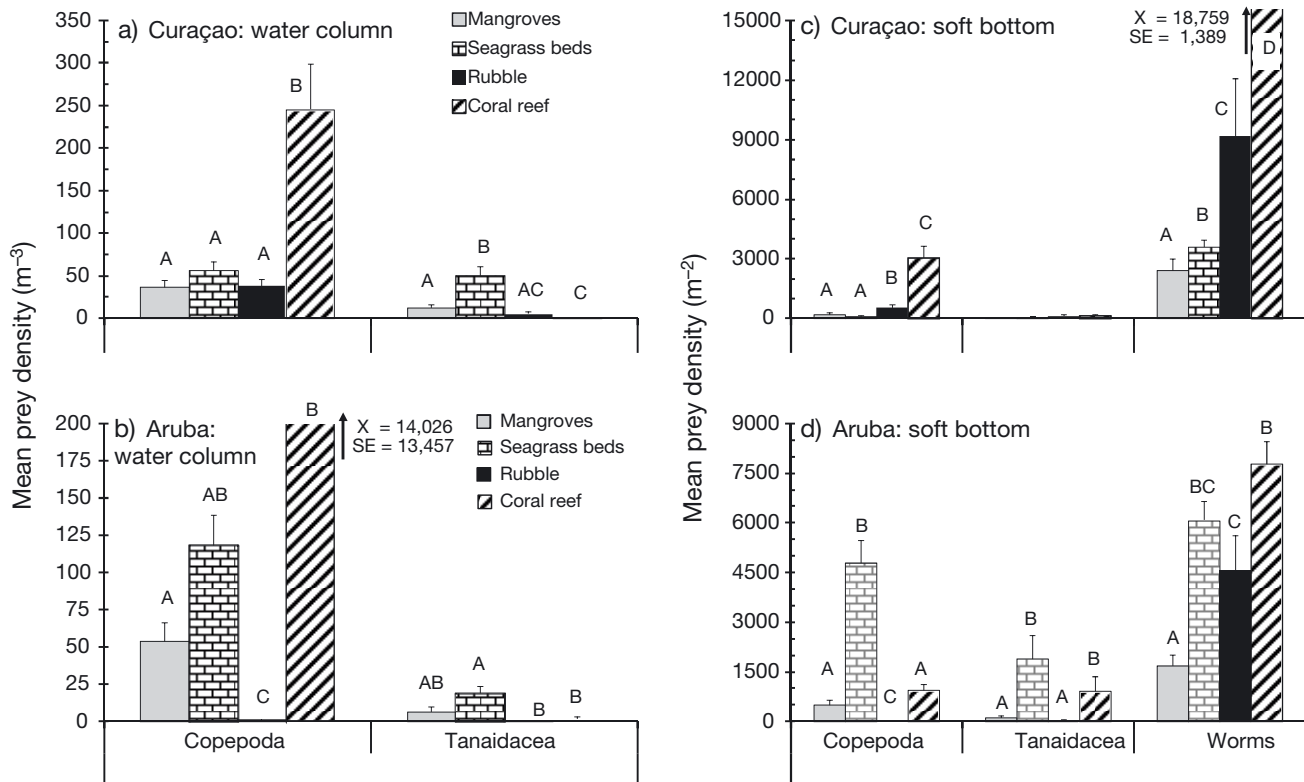 Mean prey density (m⁻³)
a) Curaçao: water column
Mangroves
Seagrass beds
Rubble
Coral reef
350
300
250
200
150
100
50
0
A
A
A
B
A
B
AC
C
b) Aruba:
water column
X = 14,026
SE = 13,457
Mangroves
Seagrass beds
Rubble
Coral reef
200
175
150
125
100
75
50
25
0
A
AB
C
B
AB
A
B
B
Copepoda
Tanaidacea
Mean prey density (m⁻²)
c) Curaçao: soft bottom
X = 18,759
SE = 1,389
15000
12000
9000
6000
3000
0
A
A
B
C
A
B
C
D
d) Aruba: soft bottom
9000
7500
6000
4500
3000
1500
0
A
B
C
A
A
B
A
B
A
BC
C
B
Copepoda
Tanaidacea
Worms